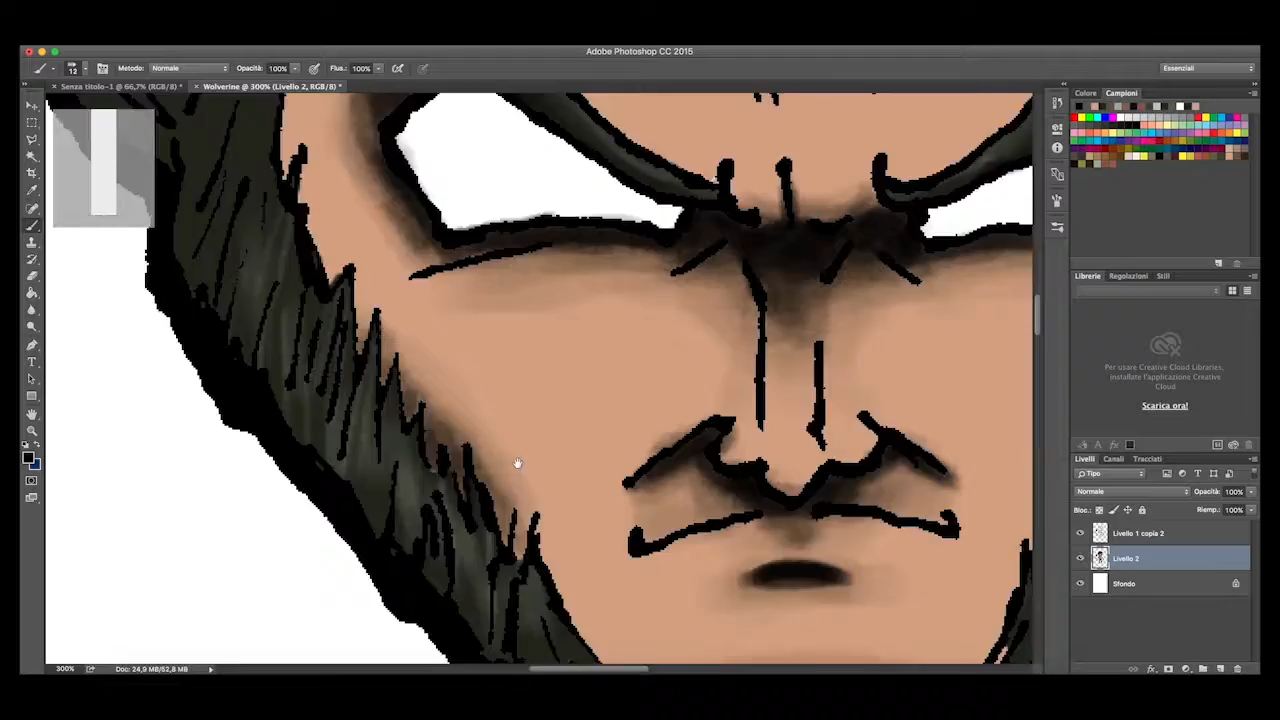 Adobe Photoshop CC 2015
12 Metodo: Normale Opacità: 100% Flus.: 100% Essenziali
× Senza titolo-1 @ 66,7% (RGB/8) * × Wolverine @ 300% (Livello 2, RGB/8) *
Colore Campioni
Librerie Regolazioni Stili
Per usare Creative Cloud Libraries,
installate l'applicazione Creative
Cloud
Scarica ora!
Livelli Canali Tracciati
Tipo
Normale Opacità: 100%
Bloc.: Riemp.: 100%
Livello 1 copia 2
Livello 2
Sfondo
300% Doc: 24,9 MB/52,8 MB